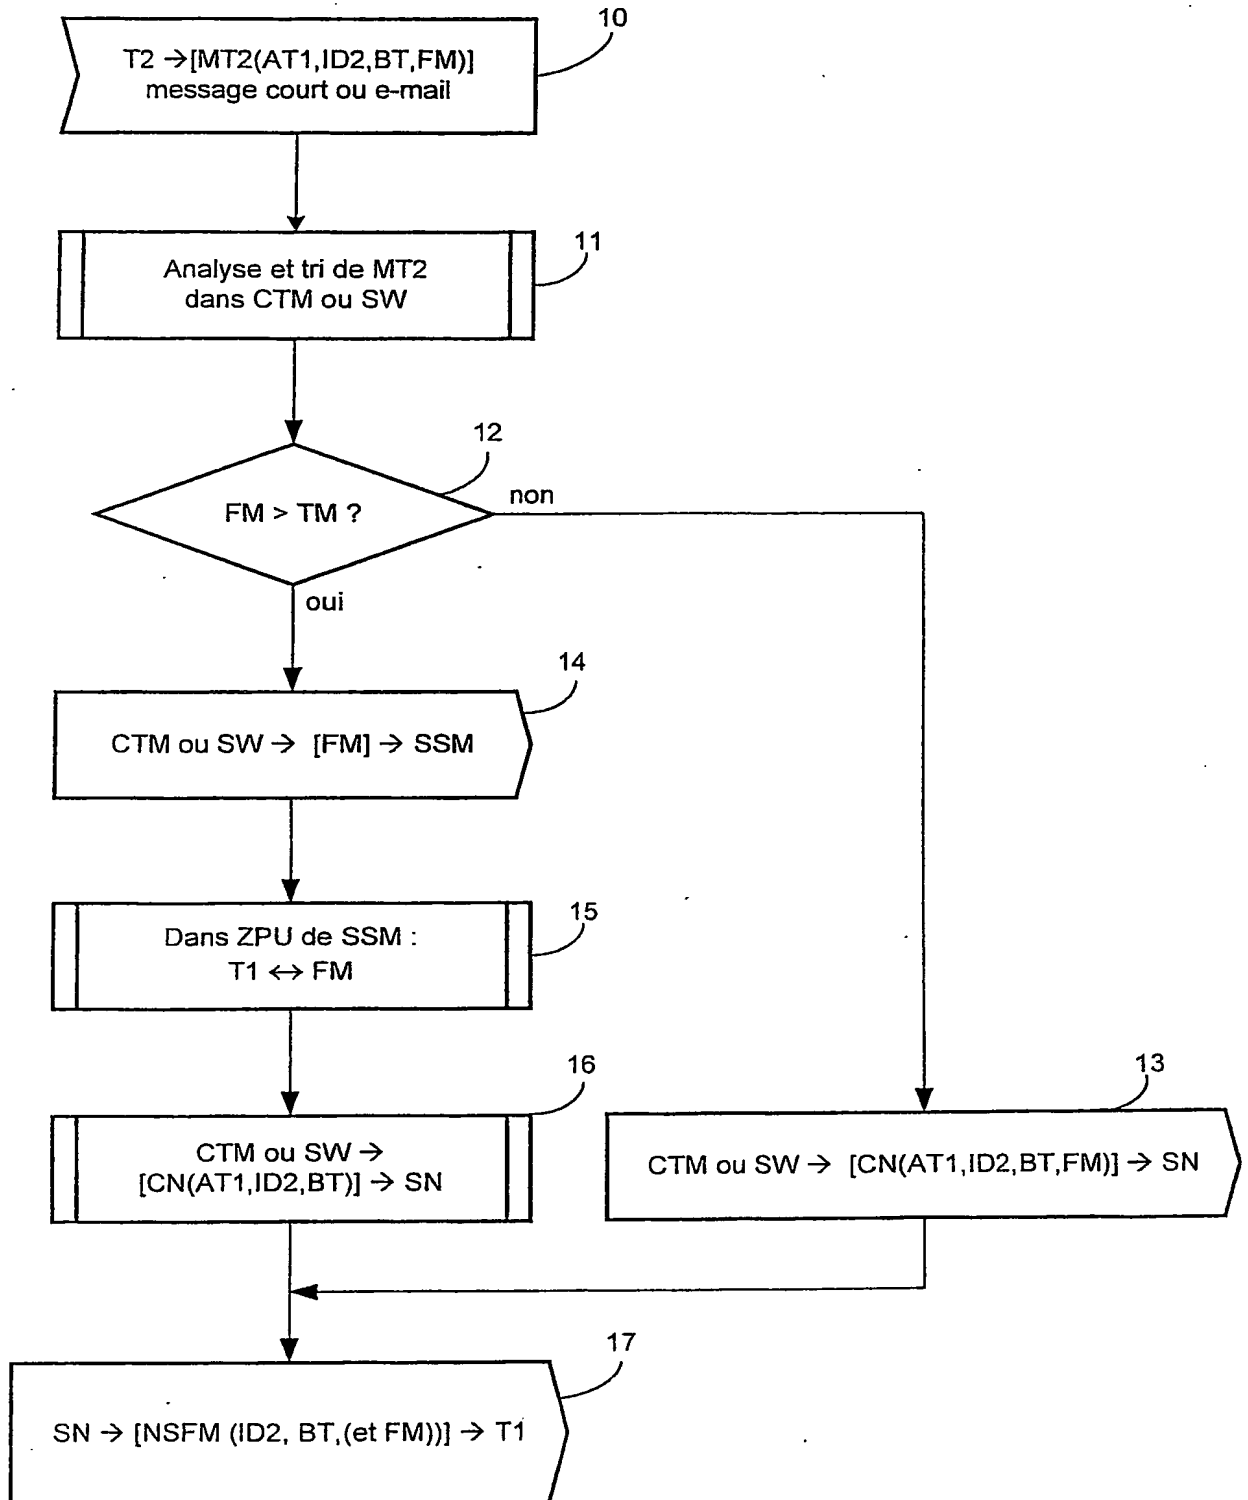 10
T2 →[MT2(AT1,ID2,BT,FM)]
message court ou e-mail
11
Analyse et tri de MT2
dans CTM ou SW
12
FM > TM ?
non
oui
14
CTM ou SW → [FM] → SSM
15
Dans ZPU de SSM :
T1 ↔ FM
16
CTM ou SW →
[CN(AT1,ID2,BT)] → SN
13
CTM ou SW → [CN(AT1,ID2,BT,FM)] → SN
17
SN → [NSFM (ID2, BT,(et FM))] → T1